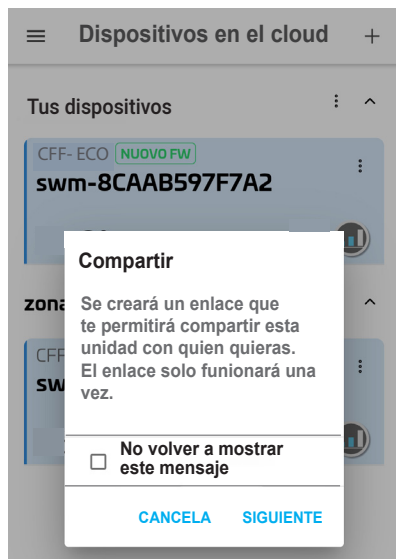 Dispositivos en el cloud
Tus dispositivos
CFF- ECO NUOVO FW
swm-8CAAB597F7A2
Compartir
zona
Se creará un enlace que
te permitirá compartir esta
unidad con quien quieras.
El enlace solo funionará una
vez.
CFF
sw
No volver a mostrar
este mensaje
CANCELA SIGUIENTE